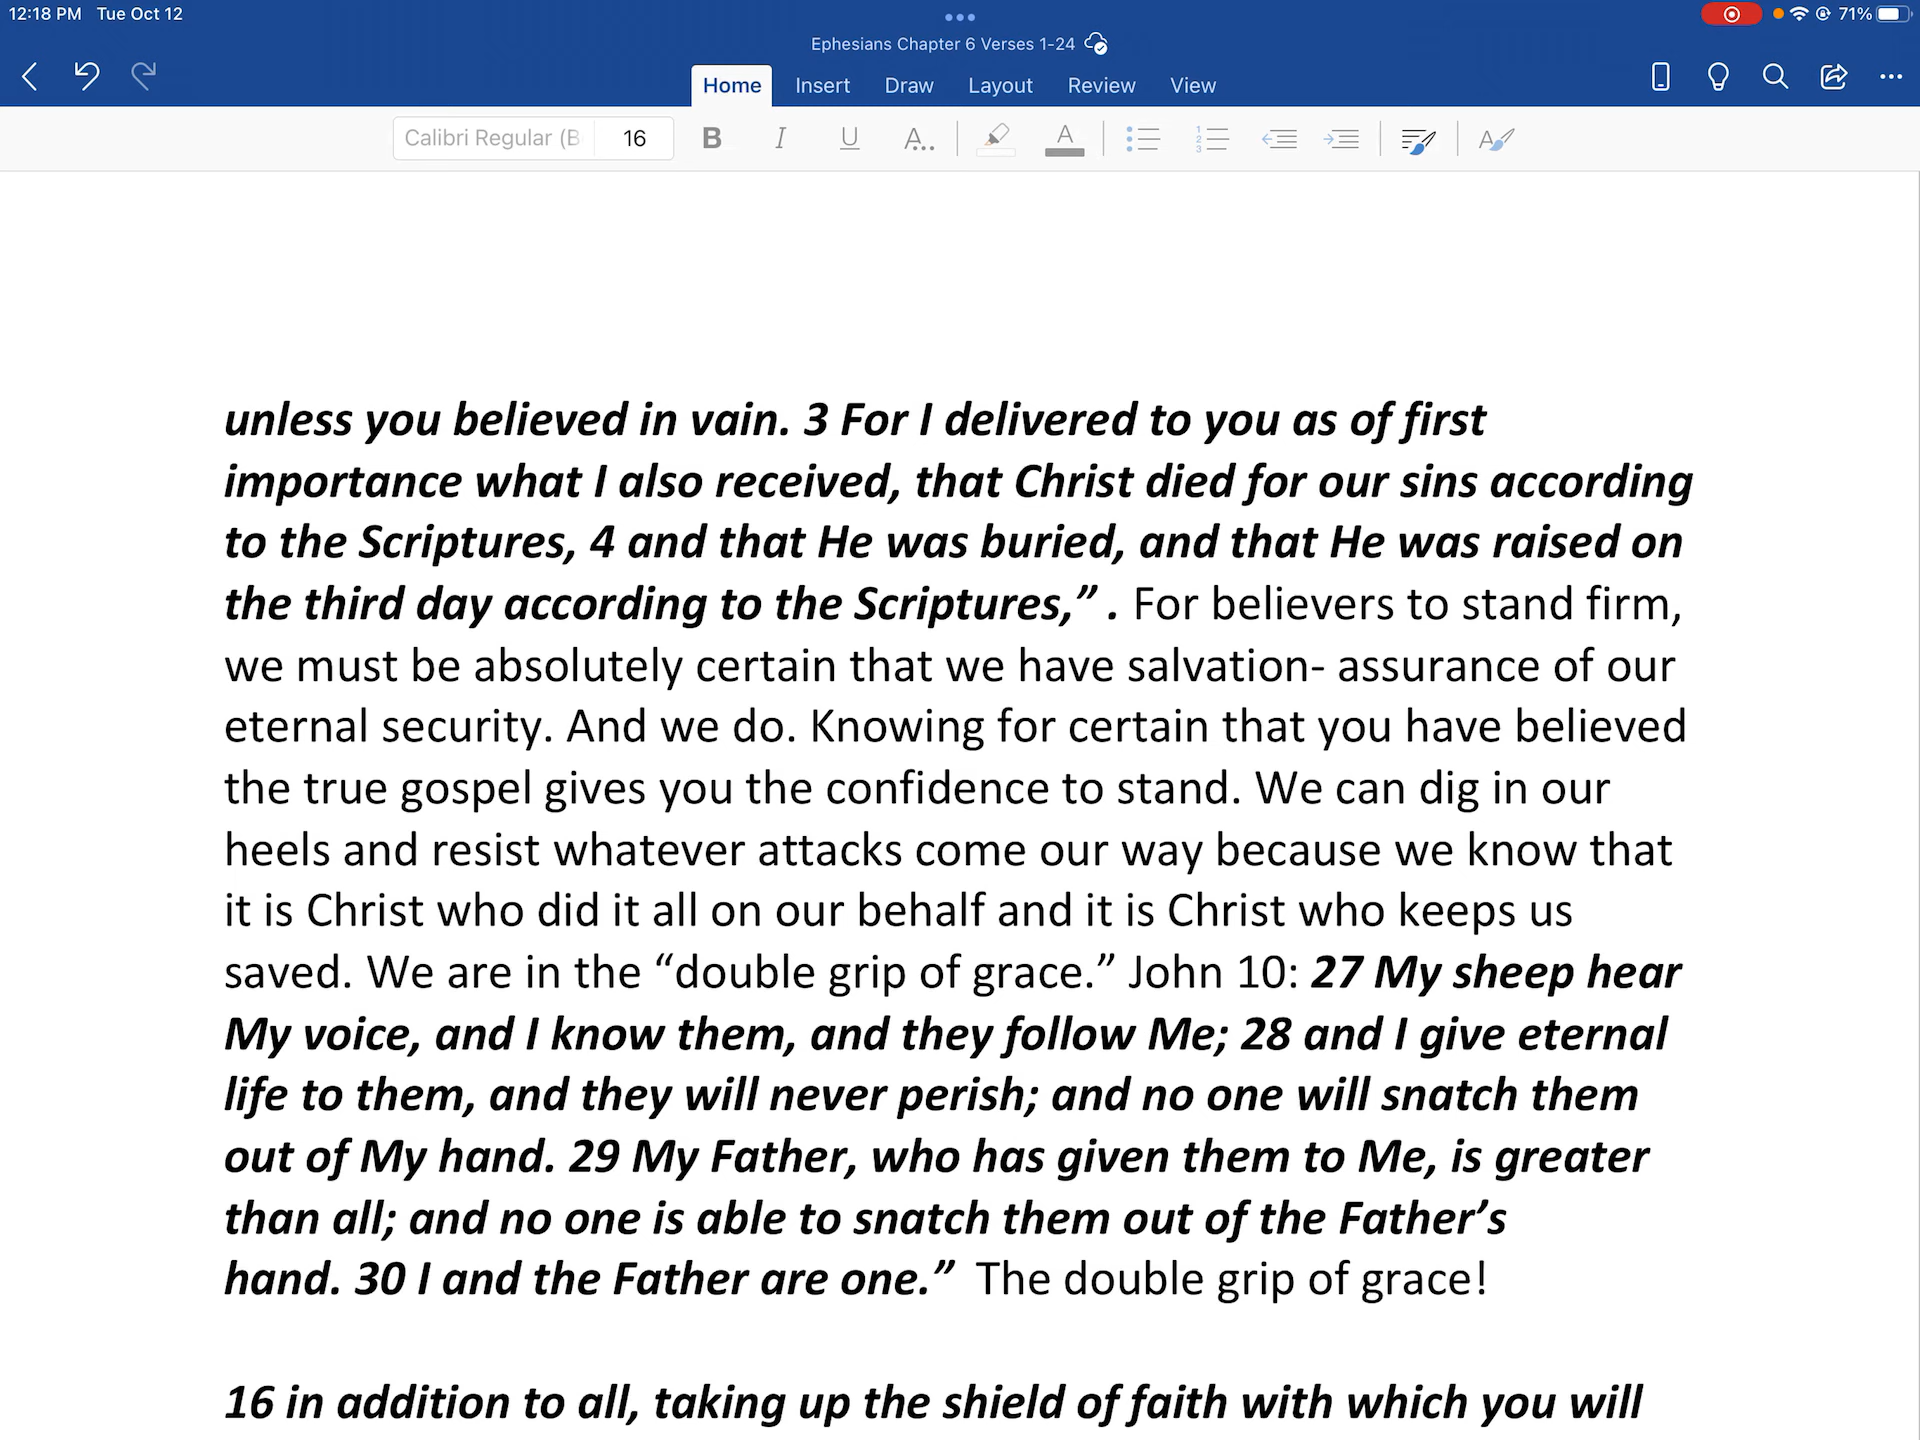 12:18 PM Tue Oct 12
71%
Ephesians Chapter 6 Verses 1-24
Home Insert Draw Layout Review View
Calibri Regular (B 16 B I U A.. A A
unless you believed in vain. 3 For I delivered to you as of first
importance what I also received, that Christ died for our sins according
to the Scriptures, 4 and that He was buried, and that He was raised on
the third day according to the Scriptures,” . For believers to stand firm,
we must be absolutely certain that we have salvation- assurance of our
eternal security. And we do. Knowing for certain that you have believed
the true gospel gives you the confidence to stand. We can dig in our
heels and resist whatever attacks come our way because we know that
it is Christ who did it all on our behalf and it is Christ who keeps us
saved. We are in the “double grip of grace.” John 10: 27 My sheep hear
My voice, and I know them, and they follow Me; 28 and I give eternal
life to them, and they will never perish; and no one will snatch them
out of My hand. 29 My Father, who has given them to Me, is greater
than all; and no one is able to snatch them out of the Father’s
hand. 30 I and the Father are one.” The double grip of grace!
16 in addition to all, taking up the shield of faith with which you will